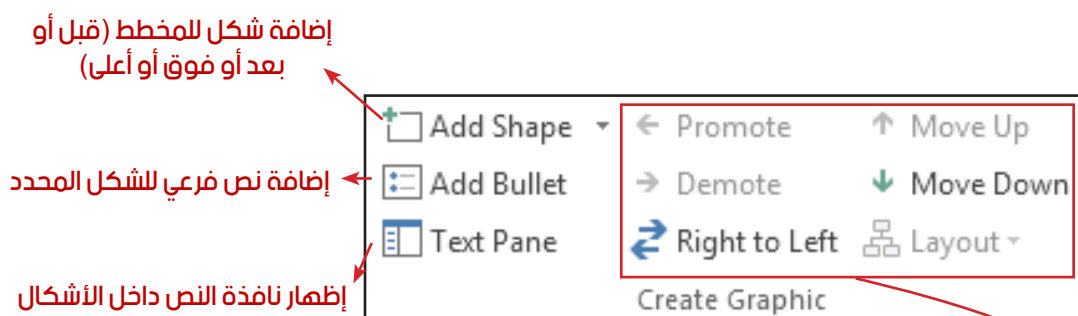 إضافة شكل للمخطط (قبل أو
بعد أو فوق أو أعلى)
Add Shape
Promote
Move Up
إضافة نص فرعي للشكل المحدد
Add Bullet
Demote
Move Down
Text Pane
Right to Left
Layout
إظهار نافذة النص داخل الأشكال
Create Graphic